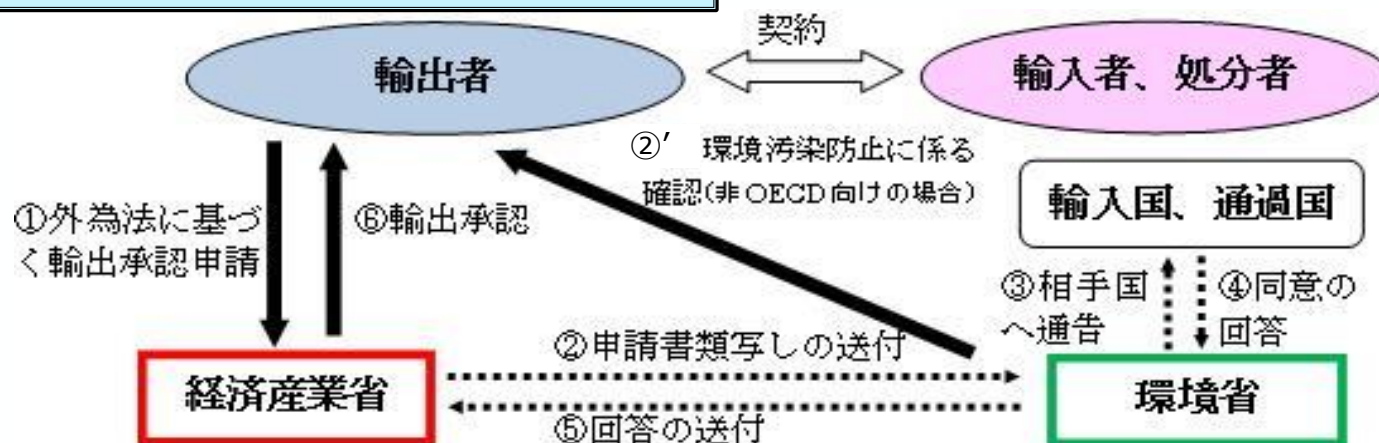 契約
輸出者
輸入者、処分者
②′ 環境汚染防止に係る
確認(非OECD向けの場合)
輸入国、通過国
①外為法に基づ
く輸出承認申請
⑥輸出承認
③相手国
へ通告
④同意の
回答
②申請書類写しの送付
経済産業省
環境省
⑤回答の送付